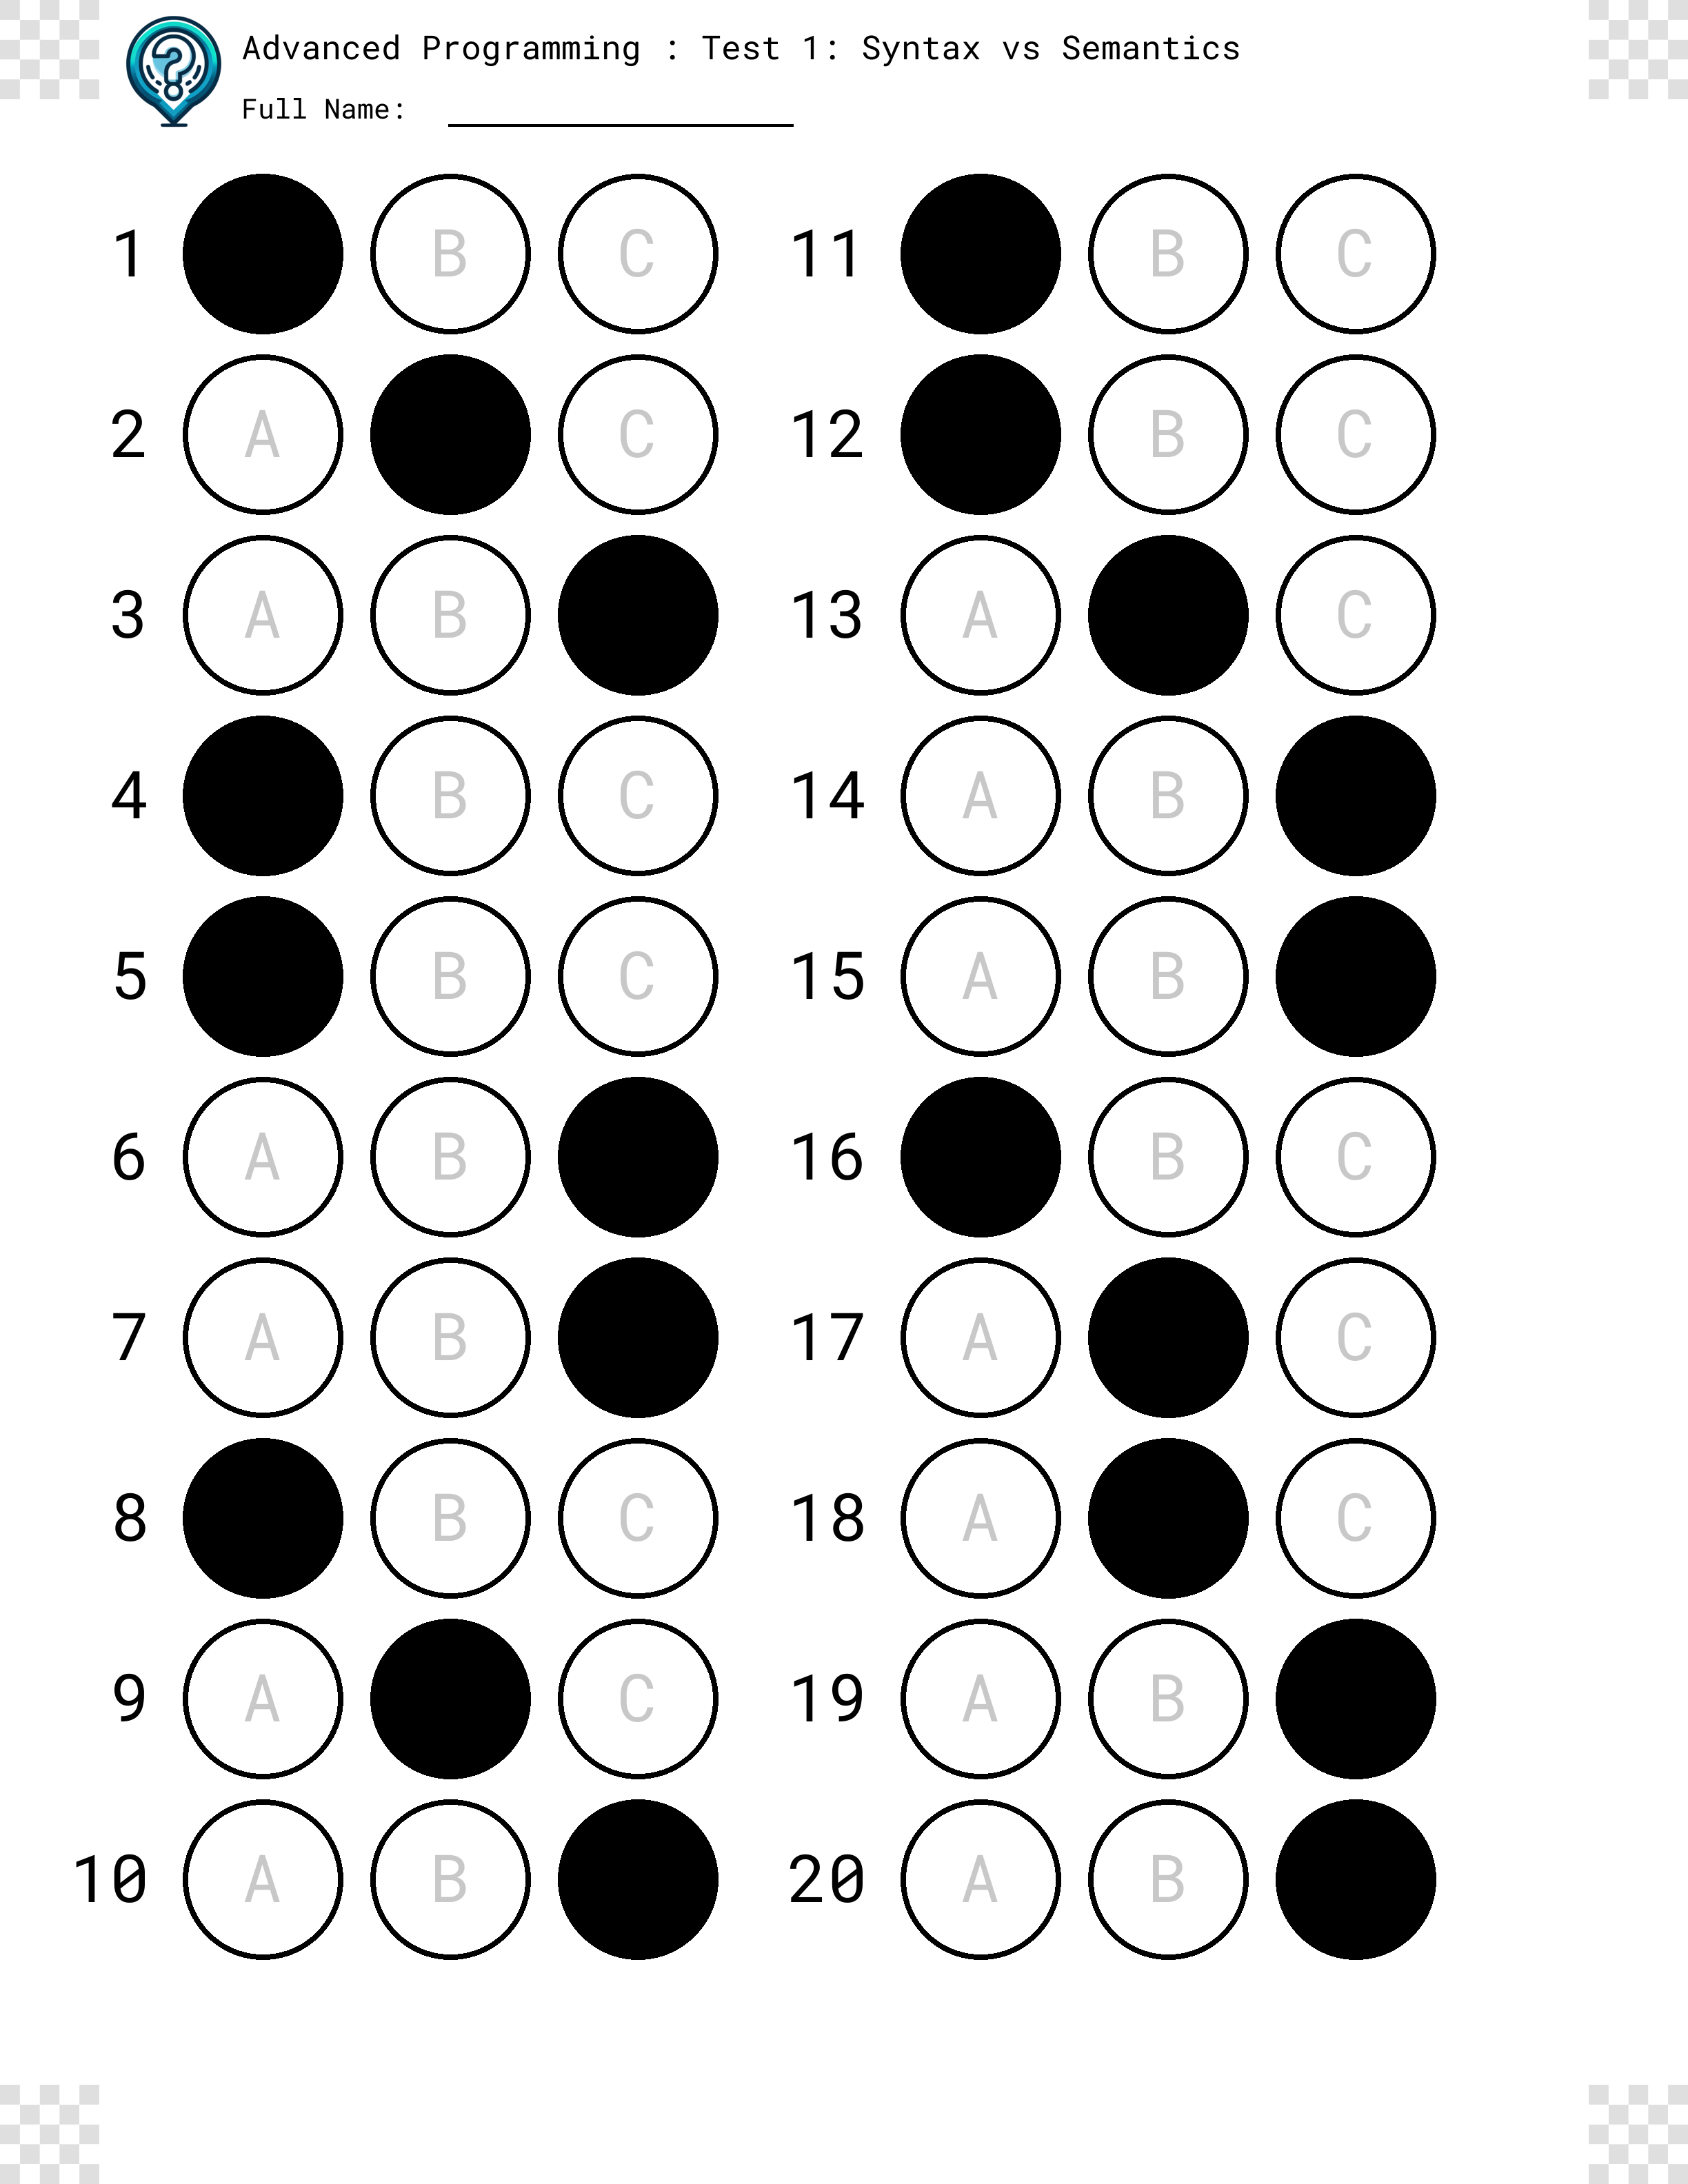 Advanced Programming : Test 1: Syntax vs Semantics
Full Name:
1 B C 11 B C
2 A C 12 B C
3 A B 13 A C
4 B C 14 A B
5 B C 15 A B
6 A B 16 B C
7 A B 17 A C
8 B C 18 A C
9 A C 19 A B
10 A B 20 A B